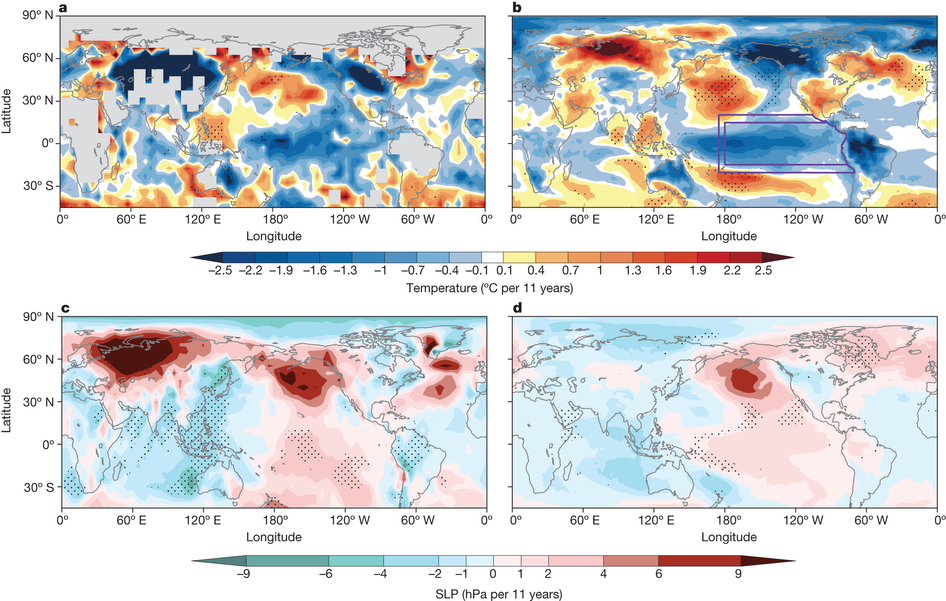 a
b
90° N
60° N
30° N
0°
30° S
Latitude
0° 60° E 120° E 180° 120° W 60° W 0°
0° 60° E 120° E 180° 120° W 60° W 0°
Longitude
Longitude
−2.5 −2.2 −1.9 −1.6 −1.3 −1 −0.7 −0.4 −0.1 0.1 0.4 0.7 1 1.3 1.6 1.9 2.2 2.5
Temperature (ºC per 11 years)
c
d
90° N
60° N
30° N
0°
30° S
Latitude
0° 60° E 120° E 180° 120° W 60° W 0°
0° 60° E 120° E 180° 120° W 60° W 0°
Longitude
Longitude
−9 −6 −4 −2 −1 0 1 2 4 6 9
SLP (hPa per 11 years)